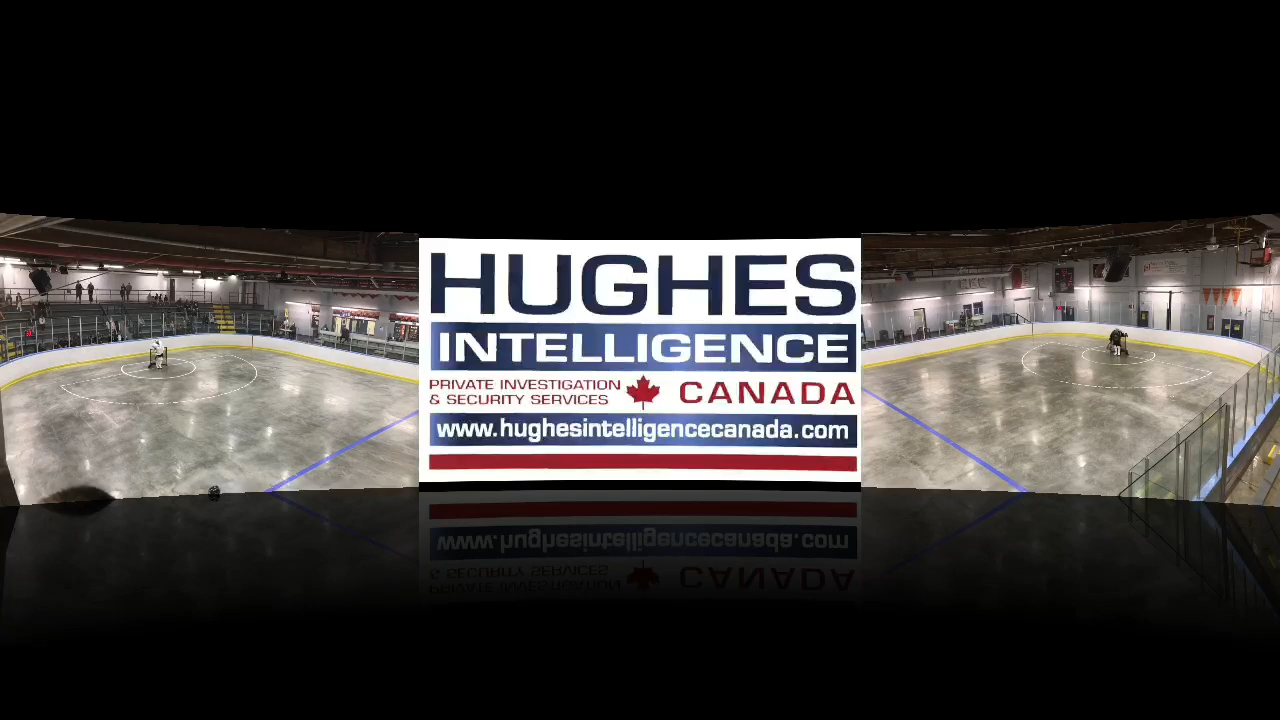 HUGHES
INTELLIGENCE
PRIVATE INVESTIGATION
& SECURITY SERVICES
CANADA
www.hughesintelligencecanada.com